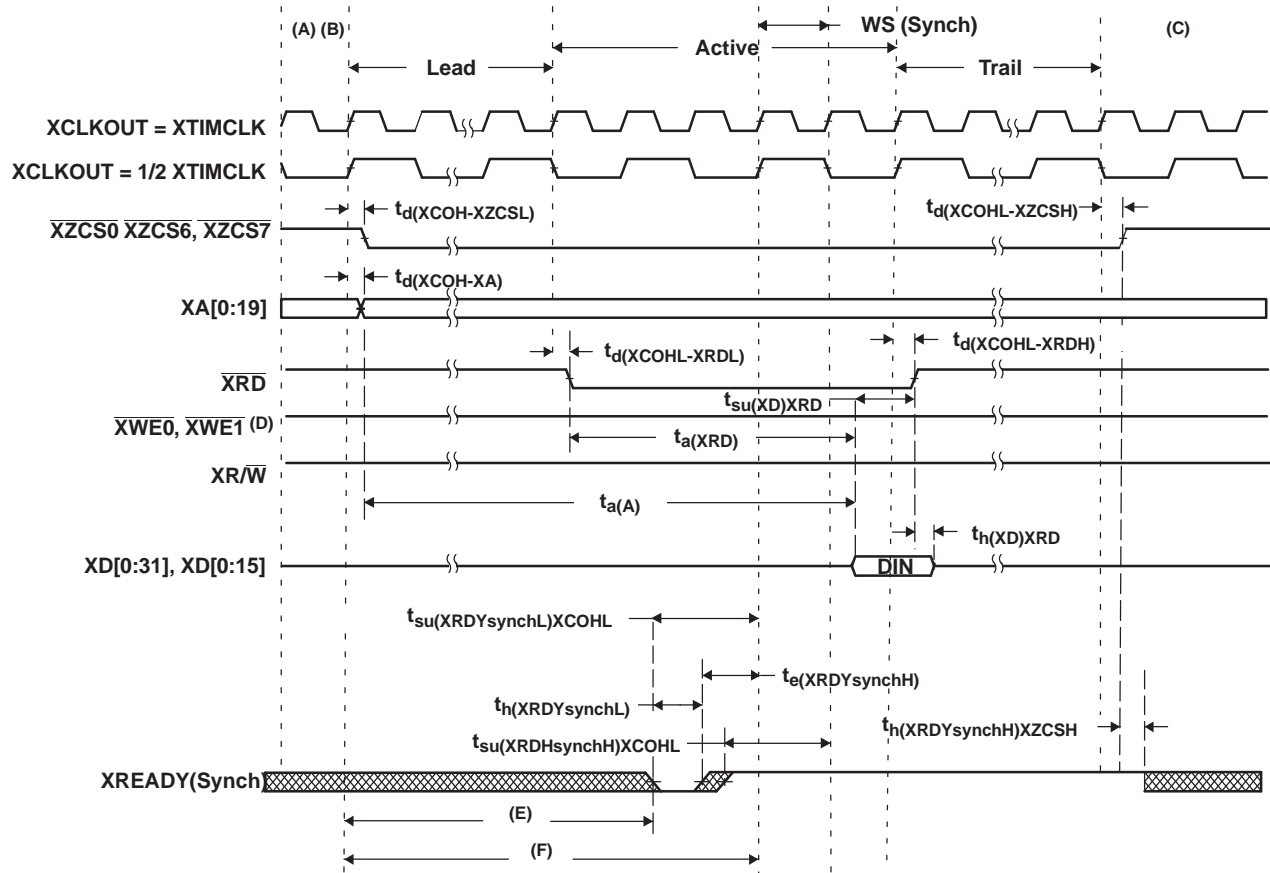 (A) (B)
WS (Synch)
(C)
Active
Lead
Trail
XCLKOUT = XTIMCLK
XCLKOUT = 1/2 XTIMCLK
td(XCOH-XZCSL)
td(XCOHL-XZCSH)
XZCS0 XZCS6, XZCS7
td(XCOH-XA)
XA[0:19]
td(XCOHL-XRDL)
td(XCOHL-XRDH)
XRD
tsu(XD)XRD
XWE0, XWE1 (D)
ta(XRD)
XR/W
ta(A)
th(XD)XRD
XD[0:31], XD[0:15]
DIN
tsu(XRDYsynchL)XCOHL
te(XRDYsynchH)
th(XRDYsynchL)
th(XRDYsynchH)XZCSH
tsu(XRDHsynchH)XCOHL
XREADY(Synch)
(E)
(F)